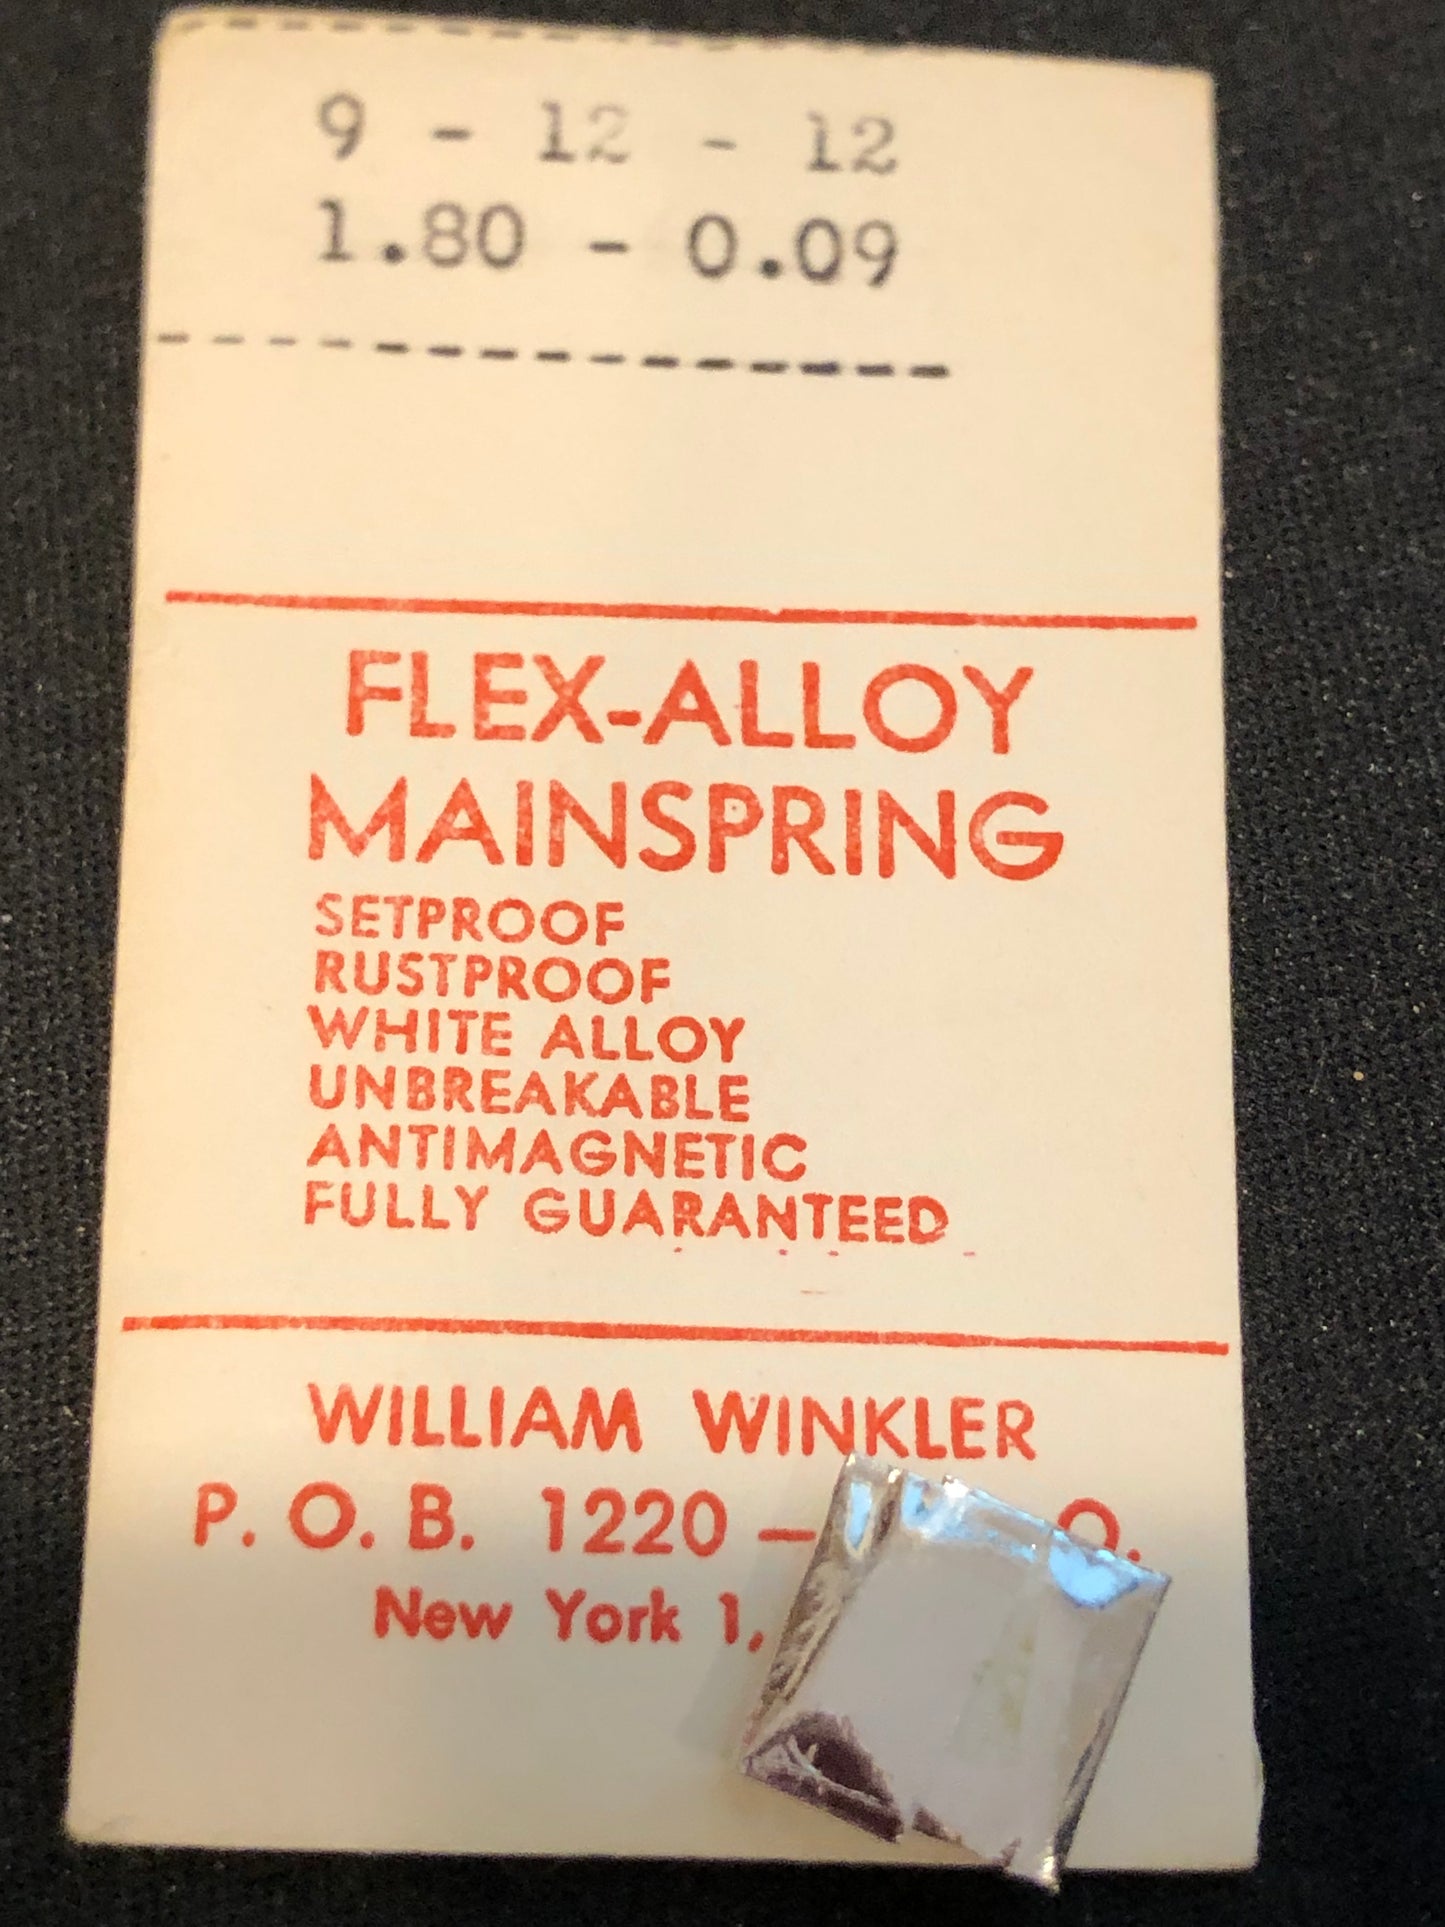 9 - 12 - 12
1.80 - 0.09
FLEX-ALLOY
MAINSPRING
SETPROOF
RUSTPROOF
WHITE ALLOY
UNBREAKABLE
ANTIMAGNETIC
FULLY GUARANTEED
WILLIAM WINKLER
P. O. B. 1220 — O.
New York 1,